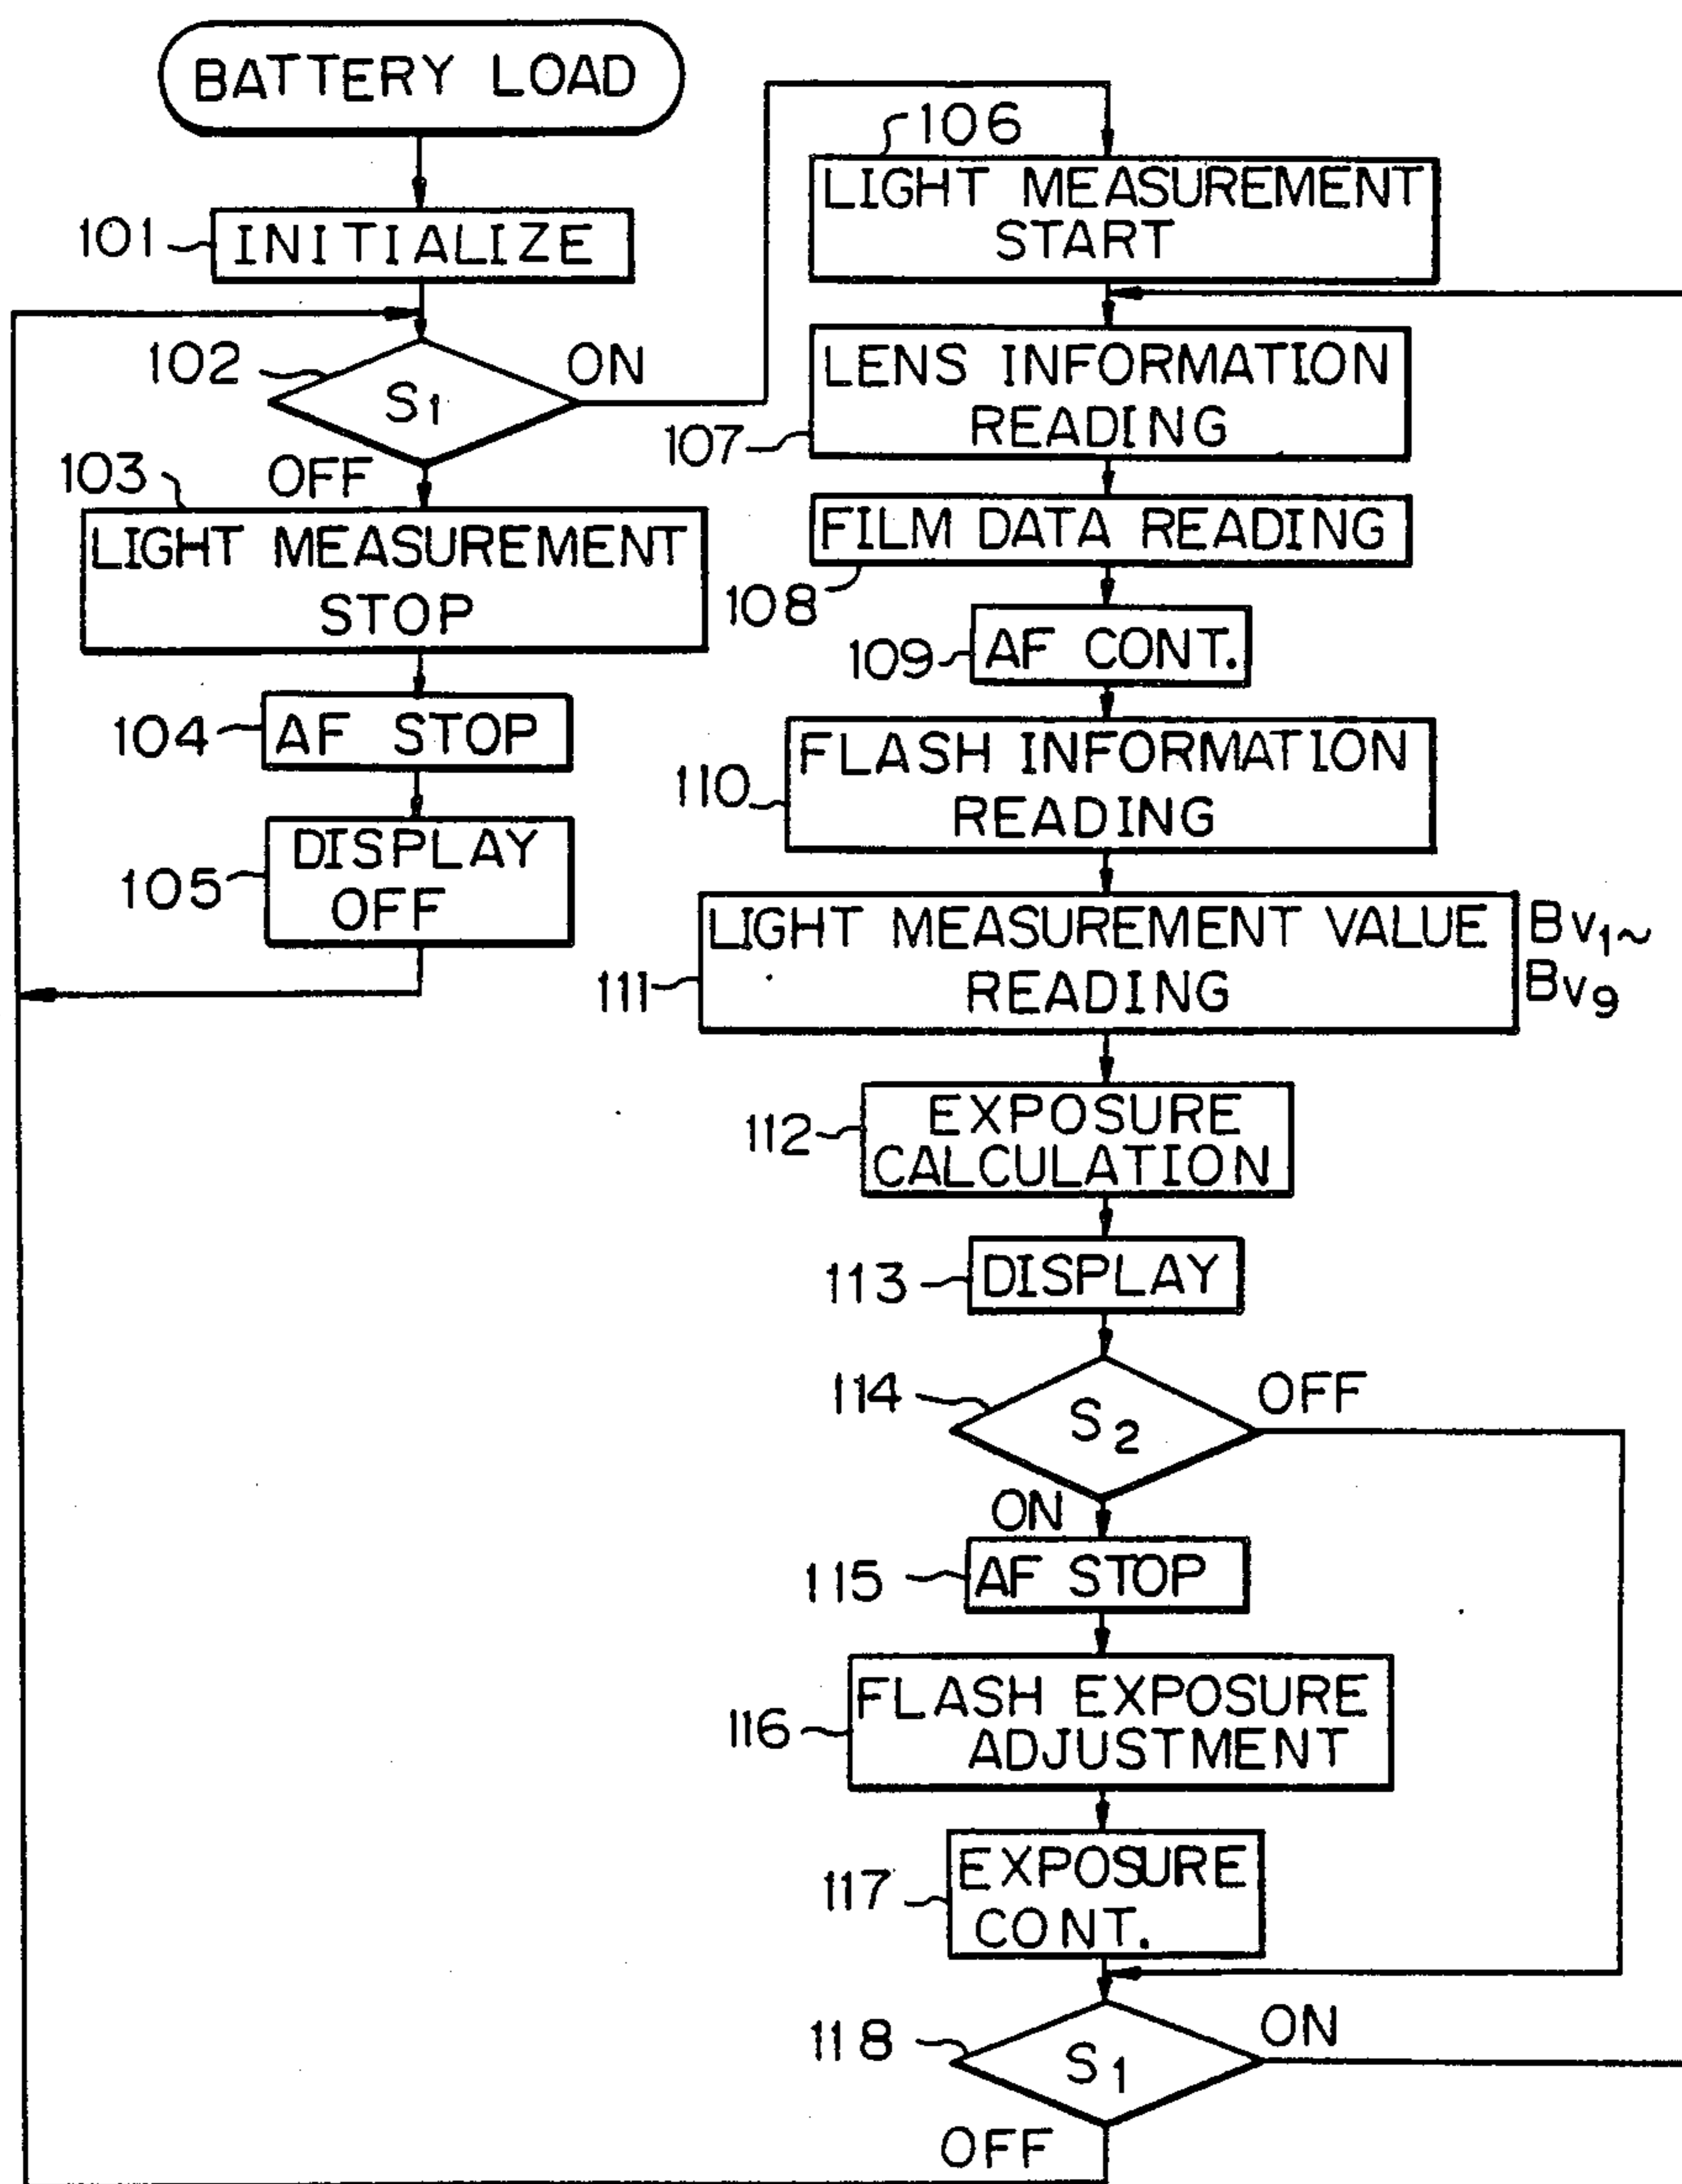 BATTERY LOAD
101
INITIALIZE
102
S1
ON
OFF
103
LIGHT MEASUREMENT
STOP
104
AF STOP
105
DISPLAY
OFF
106
LIGHT MEASUREMENT
START
107
LENS INFORMATION
READING
FILM DATA READING
108
109
AF CONT.
110
FLASH INFORMATION
READING
111
LIGHT MEASUREMENT VALUE
READING
Bv1~
Bv9
112
EXPOSURE
CALCULATION
113
DISPLAY
114
S2
OFF
ON
115
AF STOP
116
FLASH EXPOSURE
ADJUSTMENT
117
EXPOSURE
CONT.
118
S1
ON
OFF